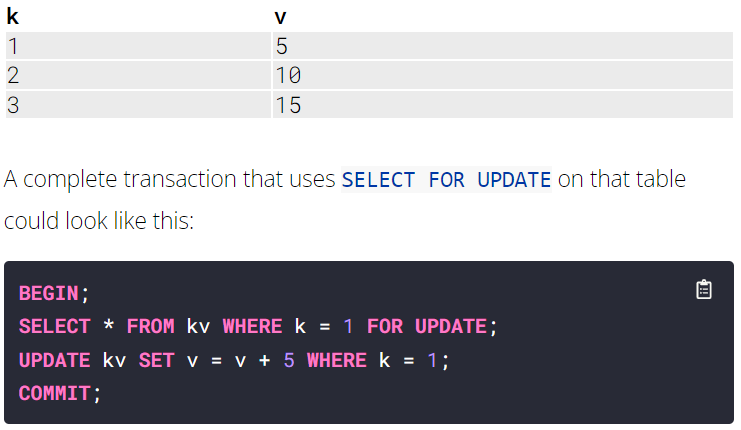 k v
1 5
2 10
3 15
A complete transaction that uses SELECT FOR UPDATE on that table
could look like this:
BEGIN;
SELECT * FROM kv WHERE k = 1 FOR UPDATE;
UPDATE kv SET v = v + 5 WHERE k = 1;
COMMIT;